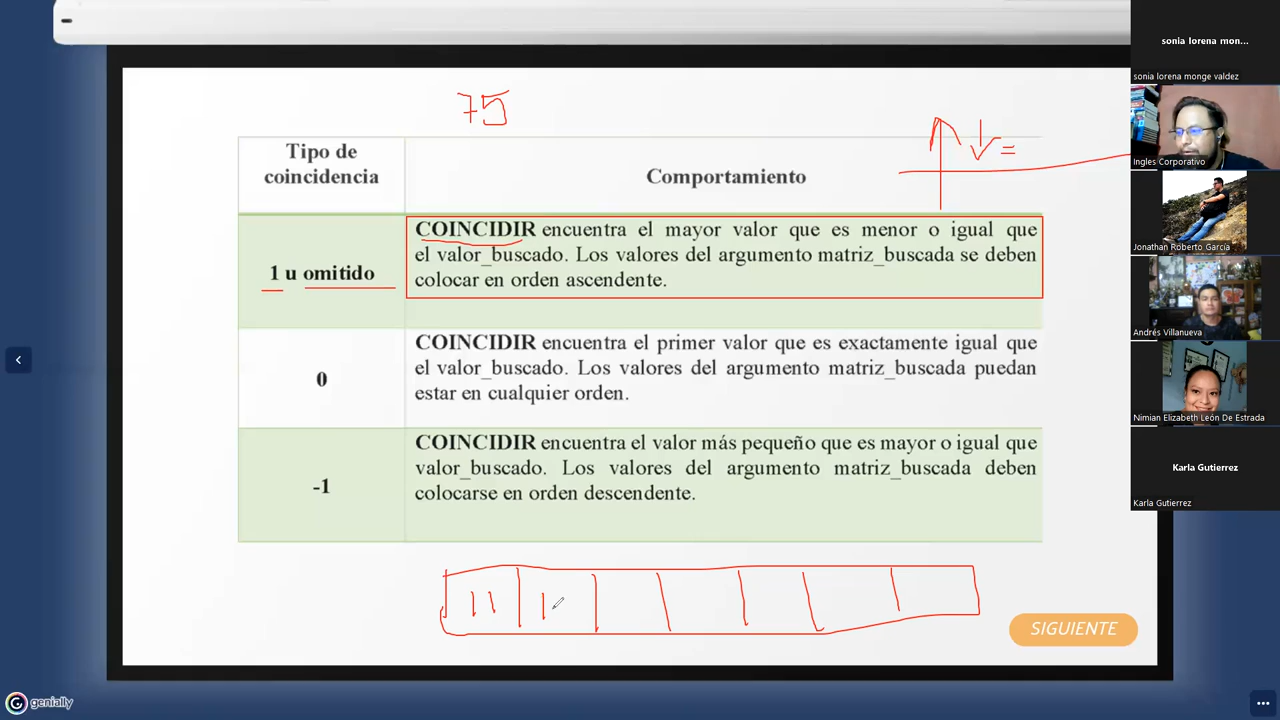 sonia lorena mon...
sonia lorena monge valdez
75
=
Tipo de
coincidencia
Comportamiento
Ingles Corporativo
1 u omitido
COINCIDIR encuentra el mayor valor que es menor o igual que
el valor_buscado. Los valores del argumento matriz_buscada se deben
colocar en orden ascendente.
Jonathan Roberto García
Andrés Villanueva
0
COINCIDIR encuentra el primer valor que es exactamente igual que
el valor_buscado. Los valores del argumento matriz_buscada puedan
estar en cualquier orden.
Nimian Elizabeth León De Estrada
-1
COINCIDIR encuentra el valor más pequeño que es mayor o igual que
valor_buscado. Los valores del argumento matriz_buscada deben
colocarse en orden descendente.
Karla Gutierrez
Karla Gutierrez
11 1
SIGUIENTE
genially